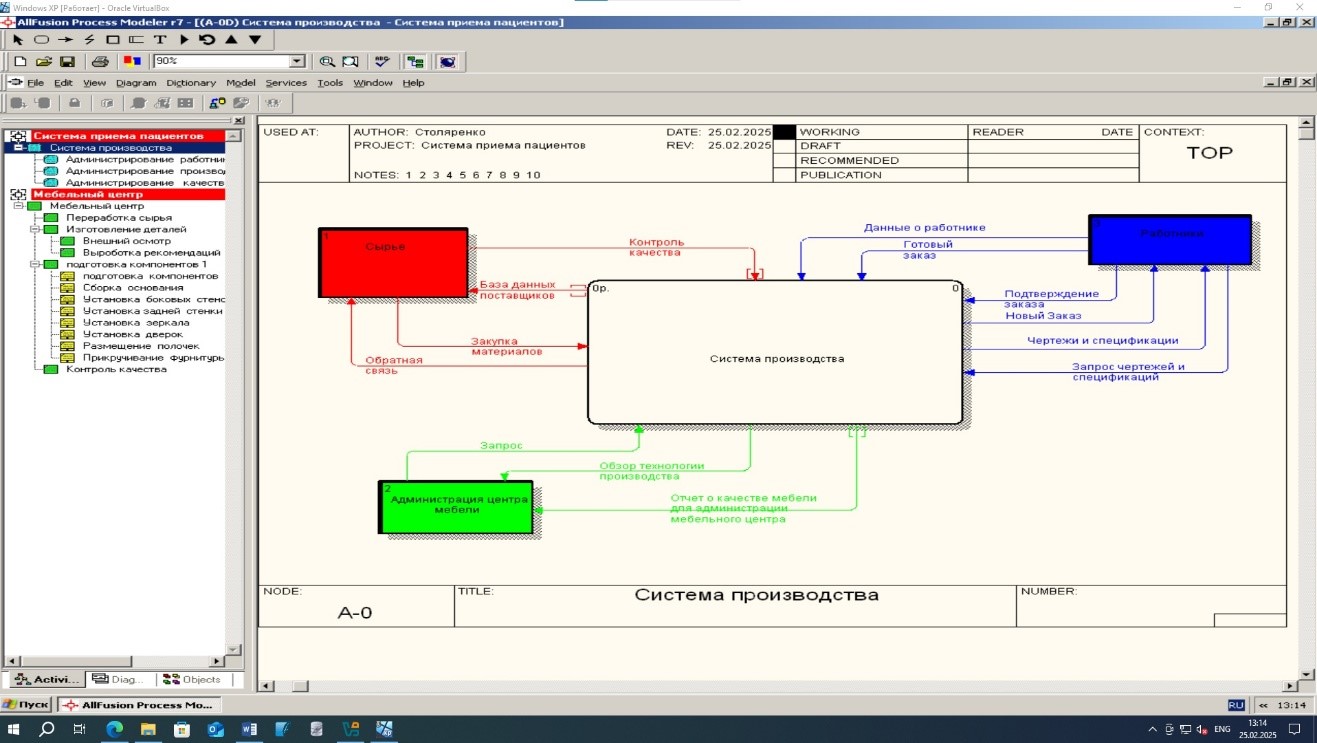 Windows XP [Работает] - Oracle VirtualBox
AllFusion Process Modeler r7 - [(A-0D) Система производства - Система приема пациентов]
90%
File Edit View Diagram Dictionary Model Services Tools Window Help
Система приема пациентов
Система производства
Администрирование работни
Администрирование произво
Администрирование качеств
Мебельный центр
Мебельный центр
Переработка сырья
Изготовление деталей
Внешний осмотр
Выроботка рекомендаций
подготовка компонентов 1
подготовка компонентов
Сборка основания
Установка боковых стенс
Установка задней стенки
Установка зеркала
Установка дверок
Размещение полочек
Прикручивание фурнитурь
Контроль качества
Activi...
Diag...
Objects
USED AT:
AUTHOR: Столяренко
DATE: 25.02.2025
PROJECT: Система приема пациентов
REV: 25.02.2025
NOTES: 1 2 3 4 5 6 7 8 9 10
WORKING
DRAFT
RECOMMENDED
PUBLICATION
READER
DATE
CONTEXT:
TOP
1
Сырье
Контроль
качества
База данных
поставщиков
Закупка
материалов
Обратная
связь
Данные о работнике
Готовый
заказ
Работники
0р.
0
Система производства
Подтверждение
заказа
Новый Заказ
Чертежи и спецификации
Запрос чертежей и
спецификаций
Запрос
Обзор технологии
производства
2
Администрация центра
мебели
Отчет о качестве мебели
для администрации
мебельного центра
NODE:
A-0
TITLE:
Система производства
NUMBER:
Пуск
AllFusion Process Mo...
RU
13:14
ENG
13:14
25.02.2025